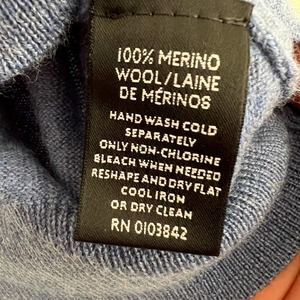 100% MERINO
WOOL/LAINE
DE MÉRINOS
HAND WASH COLD
SEPARATELY
ONLY NON-CHLORINE
BLEACH WHEN NEEDED
RESHAPE AND DRY FLAT
COOL IRON
OR DRY CLEAN
RN 0103842